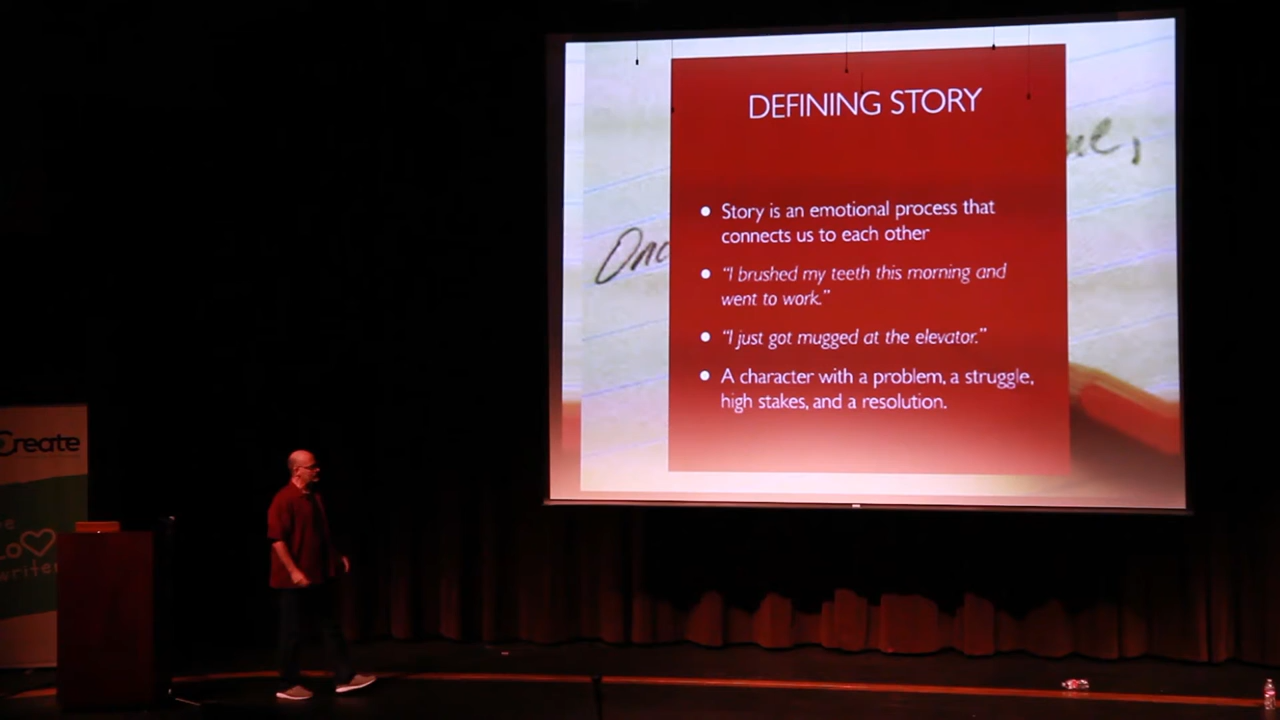 DEFINING STORY
• Story is an emotional process that
connects us to each other
• “I brushed my teeth this morning and
went to work.”
• “I just got mugged at the elevator.”
• A character with a problem, a struggle,
high stakes, and a resolution.
Create